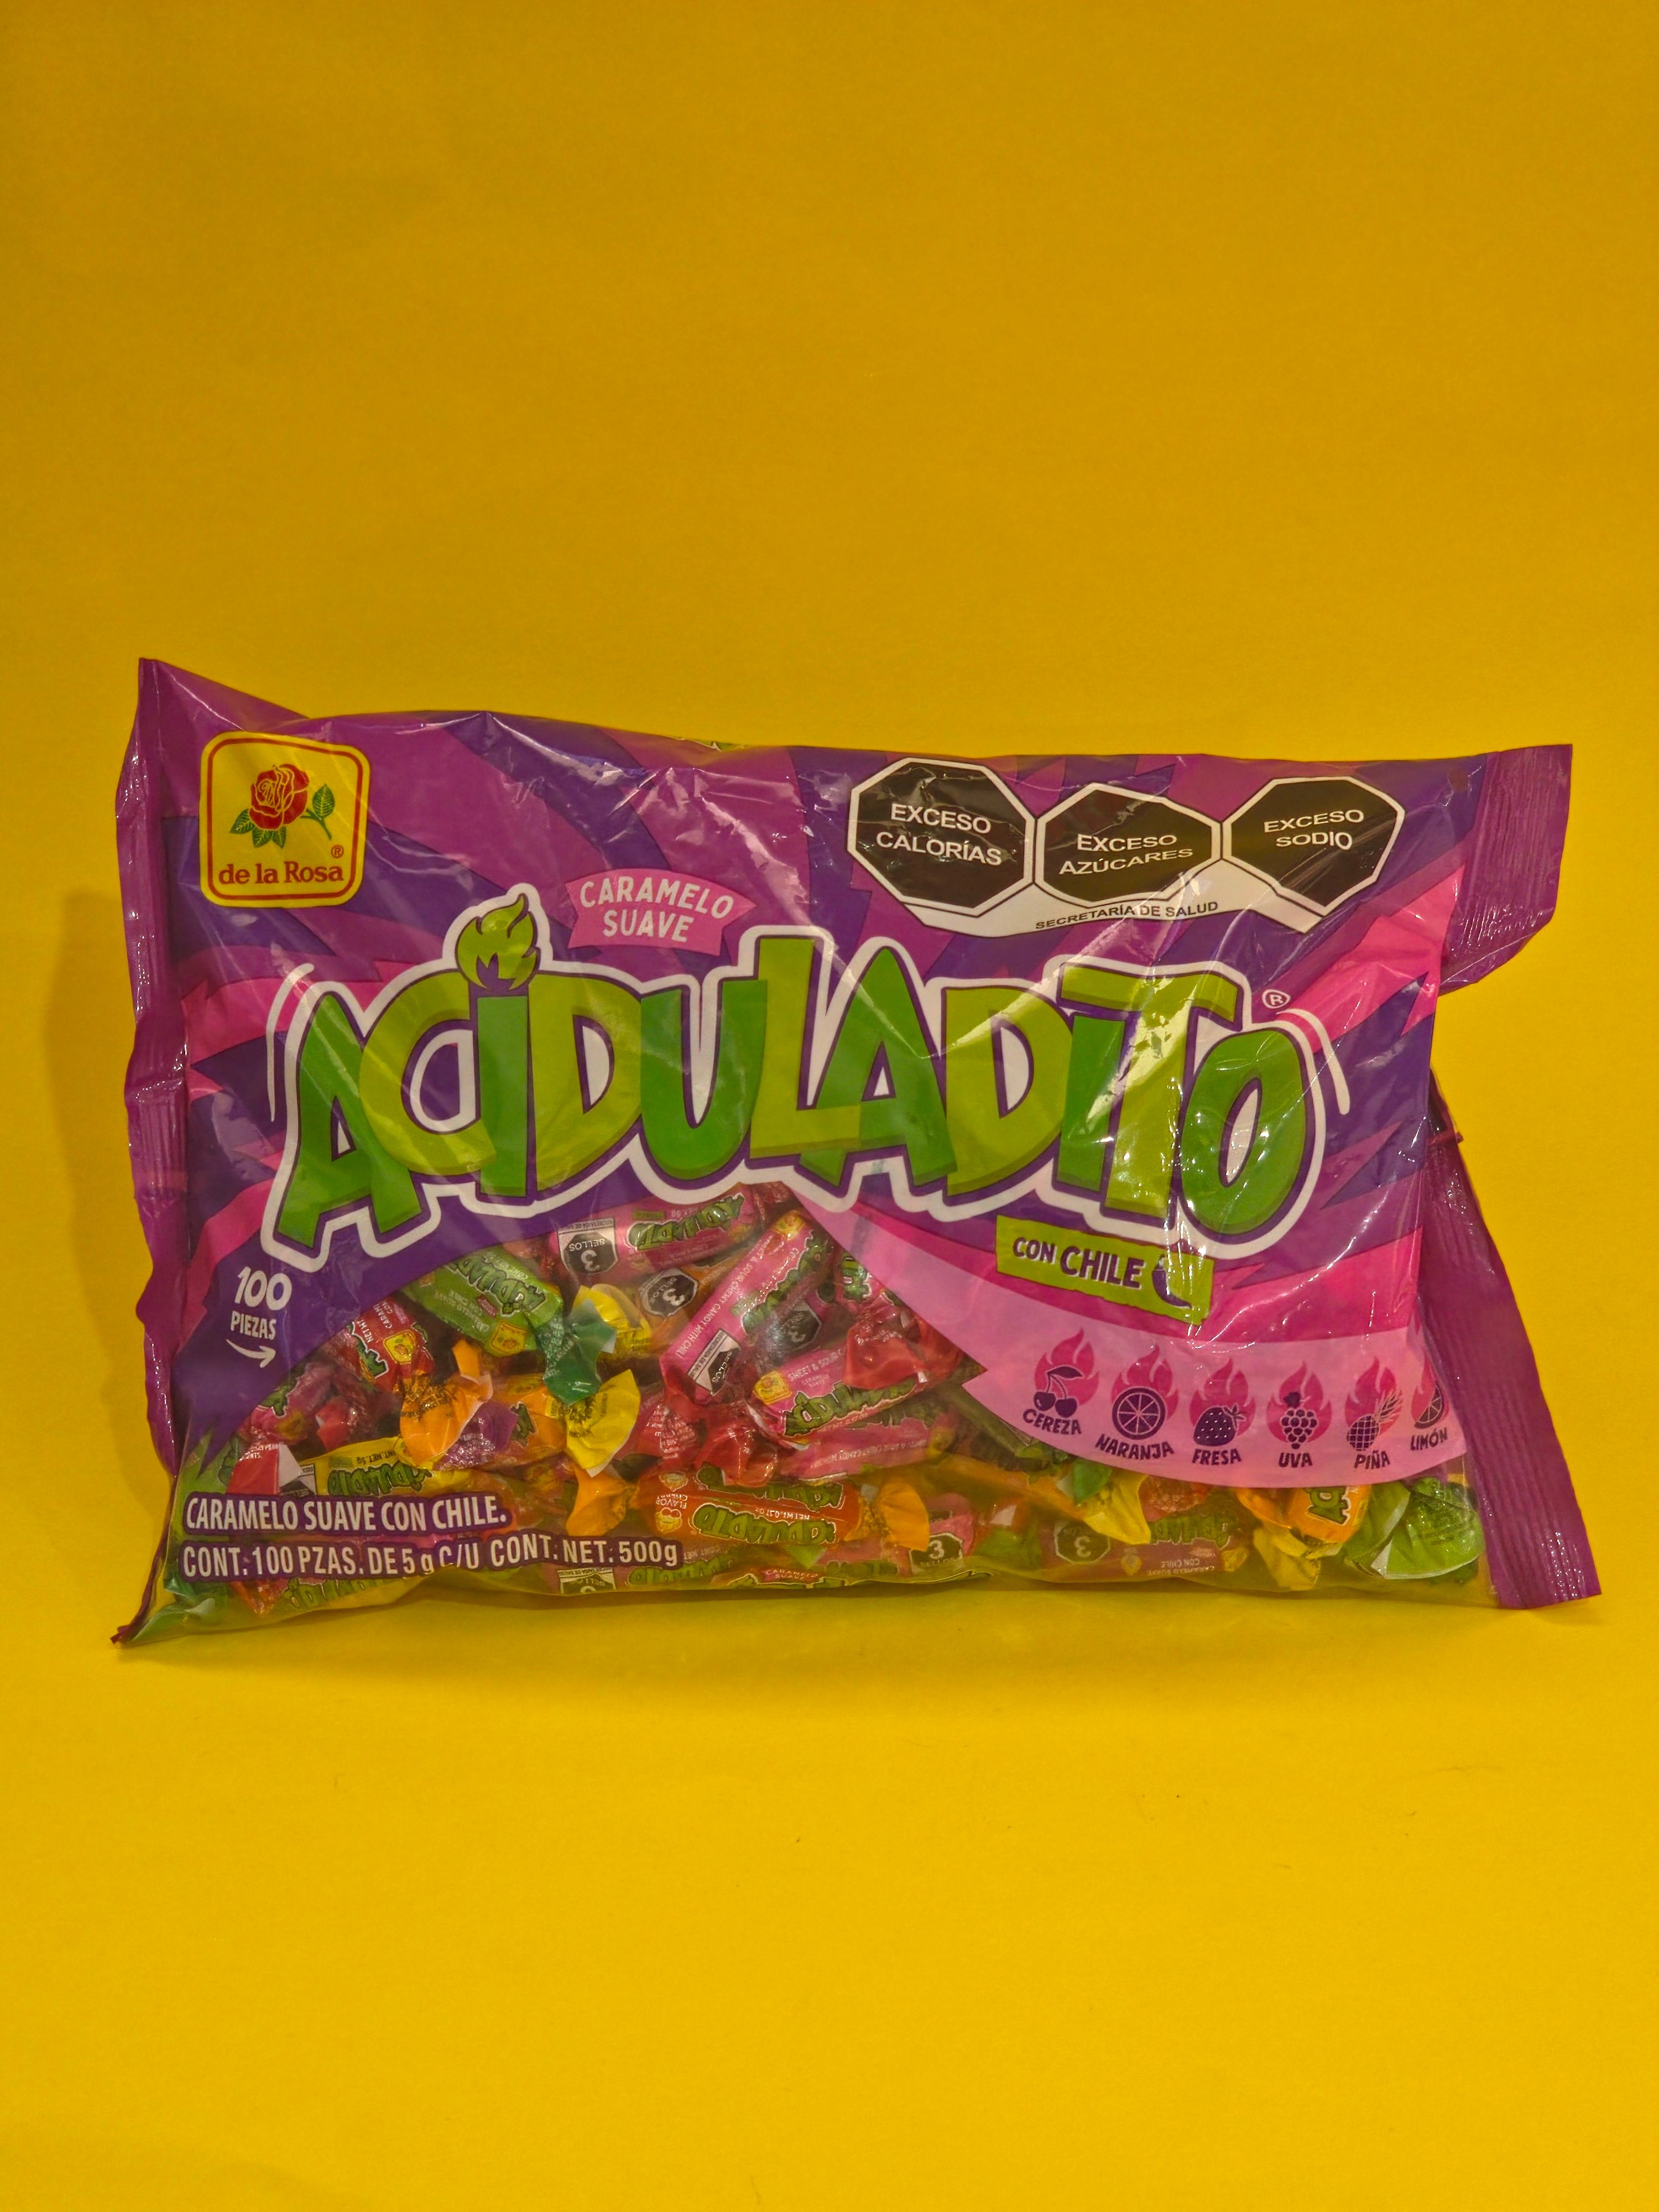 de la Rosa®
CARAMELO
SUAVE
EXCESO
CALORÍAS
EXCESO
AZÚCARES
EXCESO
SODIO
SECRETARÍA DE SALUD
ACIDULADITO®
CON CHILE
100
PIEZAS
CEREZA
NARANJA
FRESA
UVA
PIÑA
LIMÓN
CARAMELO SUAVE CON CHILE.
CONT: 100 PZAS. DE 5 g C/U CONT. NET: 500g